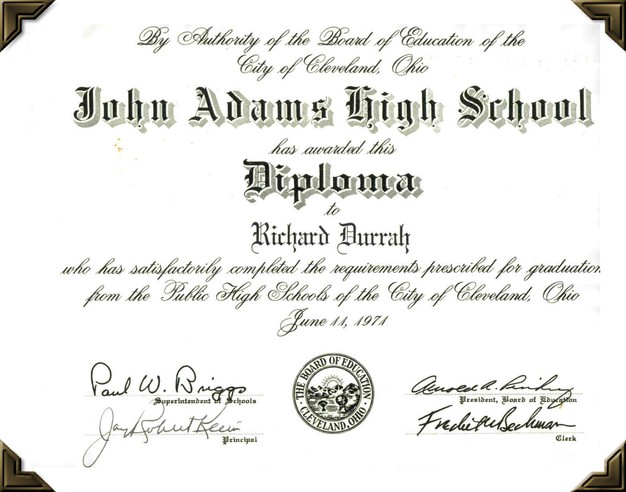 By Authority of the Board of Education of the
City of Cleveland, Ohio
John Adams High School
has awarded this
Diploma
to
Richard Durrah
who has satisfactorily completed the requirements prescribed for graduation
from the Public High Schools of the City of Cleveland, Ohio
June 11, 1971
Paul W. Briggs
Superintendent of Schools
Principal
THE BOARD OF EDUCATION
CLEVELAND, OHIO
President, Board of Education
Clerk